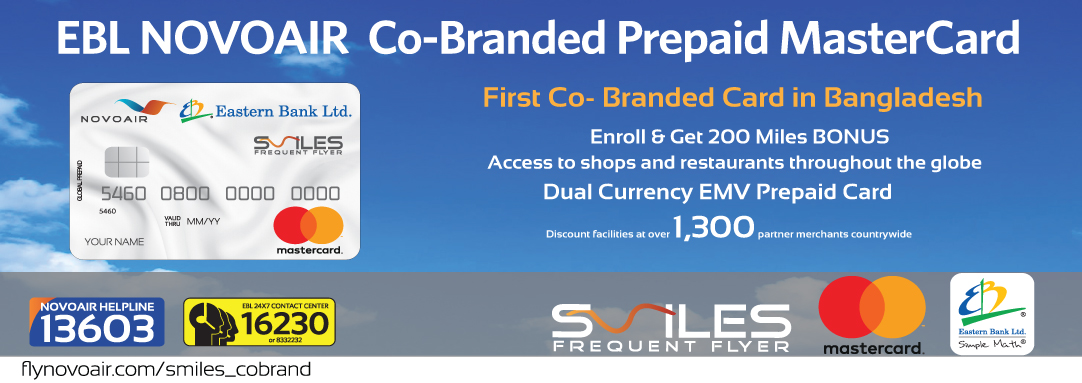 EBL NOVOAIR Co-Branded Prepaid MasterCard
NOVOAIR
Eastern Bank Ltd.
SMILES
FREQUENT FLYER
GLOBAL PREPAID
5460 0800 0000 0000
5460
VALID THRU MM/YY
YOUR NAME
mastercard.
First Co- Branded Card in Bangladesh
Enroll & Get 200 Miles BONUS
Access to shops and restaurants throughout the globe
Dual Currency EMV Prepaid Card
Discount facilities at over 1,300 partner merchants countrywide
NOVOAIR HELPLINE
13603
EBL 24X7 CONTACT CENTER
16230
or 8332232
SMILES
FREQUENT FLYER
mastercard.
Eastern Bank Ltd.
Simple Math®
flynovoair.com/smiles_cobrand